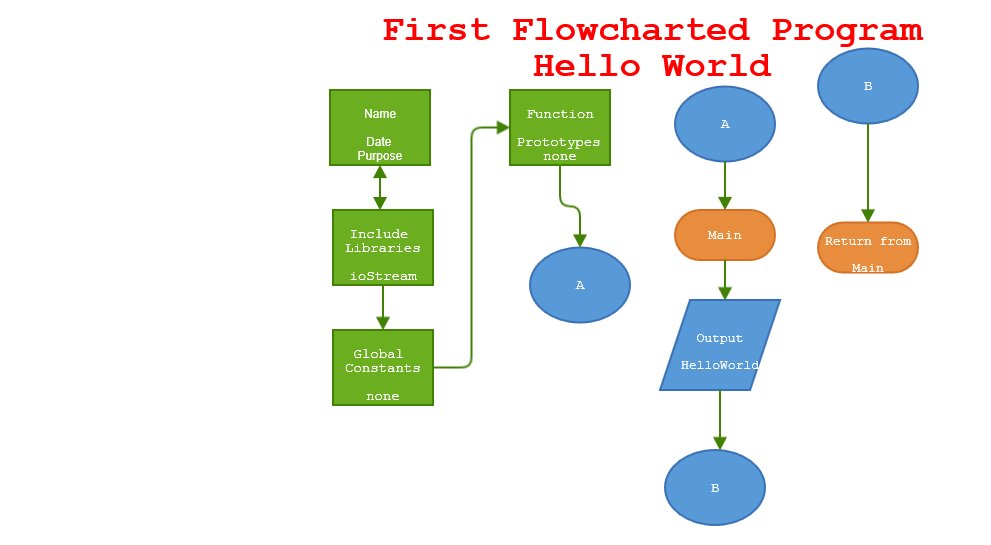 First Flowcharted Program
Hello World
Name
Date
Purpose
Include
Libraries
ioStream
Global
Constants
none
Function
Prototypes
none
A
A
Main
Output
HelloWorld
B
B
Return from
Main